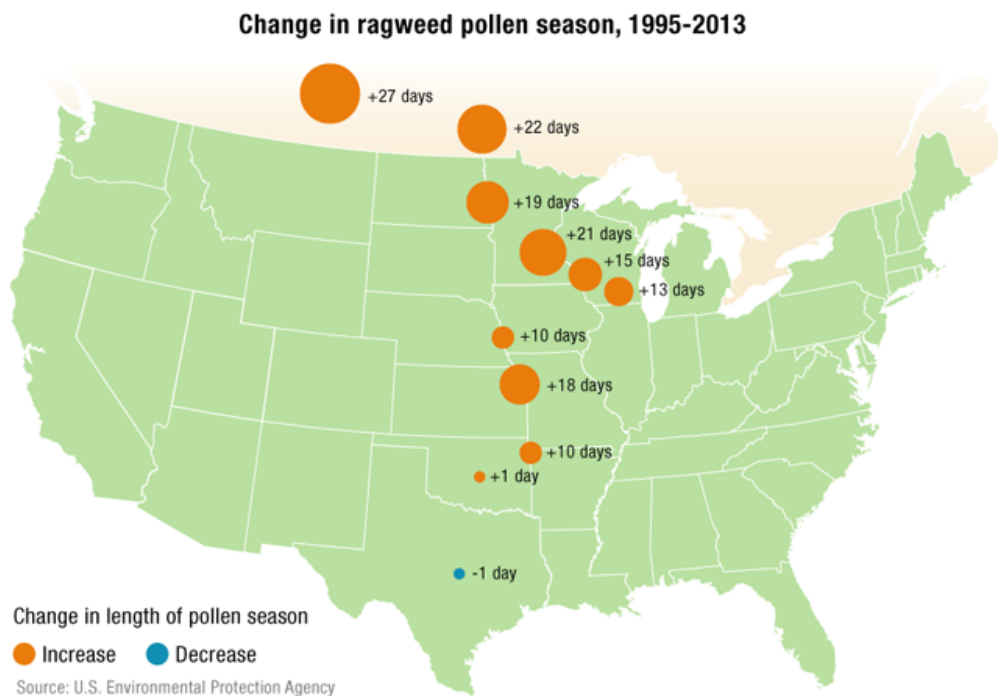 Change in ragweed pollen season, 1995-2013
+27 days
+22 days
+19 days
+21 days
+15 days
+13 days
+10 days
+18 days
+10 days
+1 day
-1 day
Change in length of pollen season
Increase Decrease
Source: U.S. Environmental Protection Agency